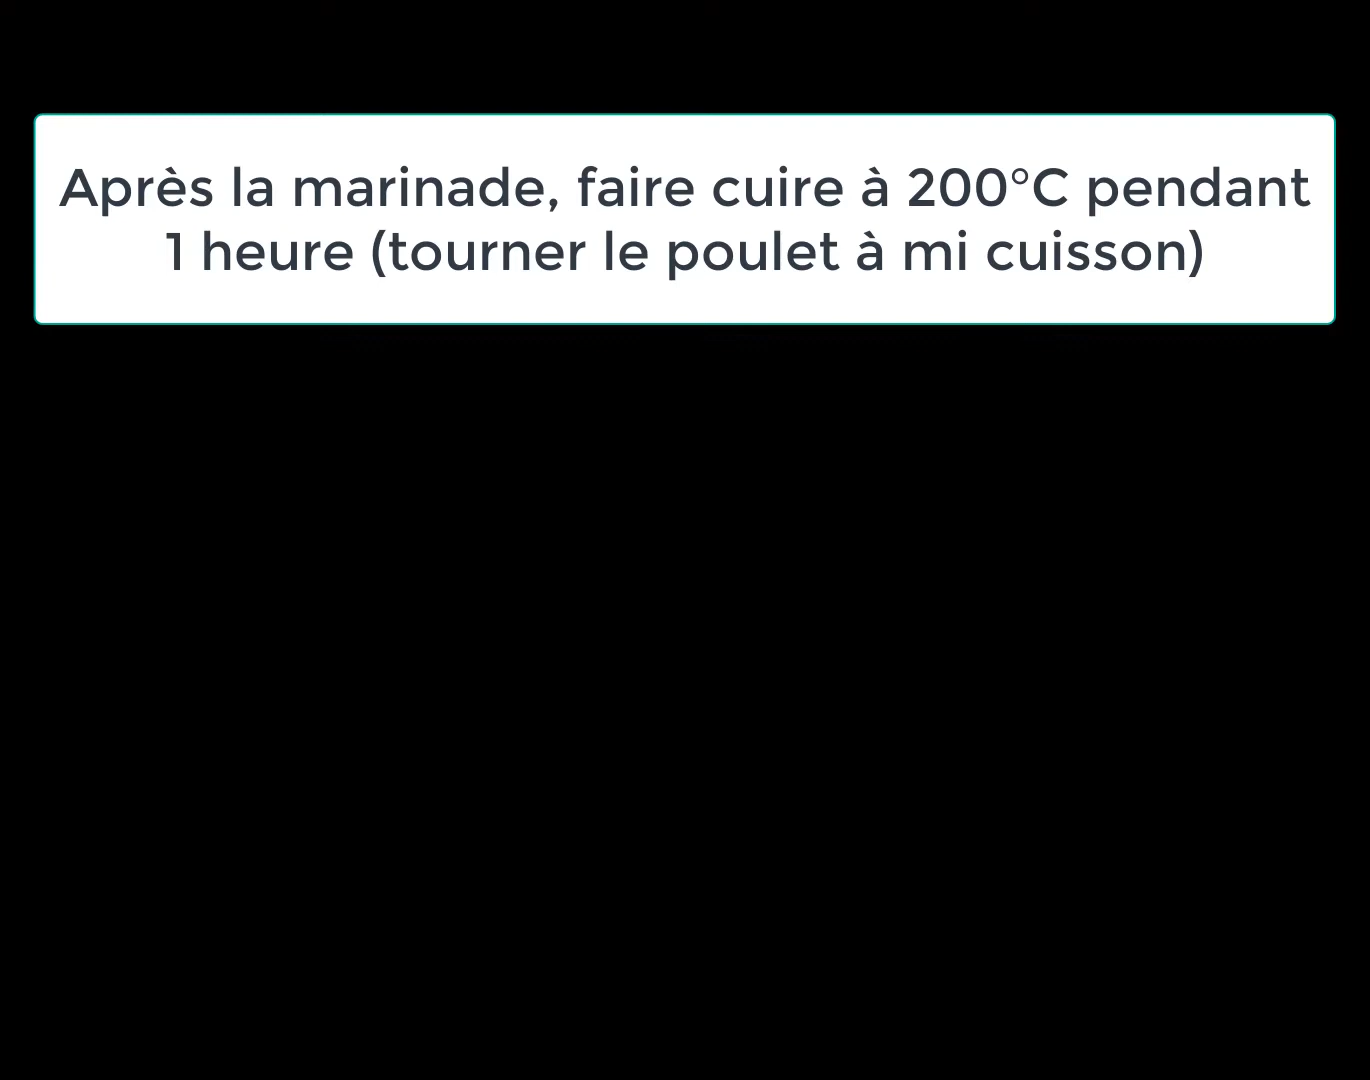 Après la marinade, faire cuire à 200°C pendant
1 heure (tourner le poulet à mi cuisson)